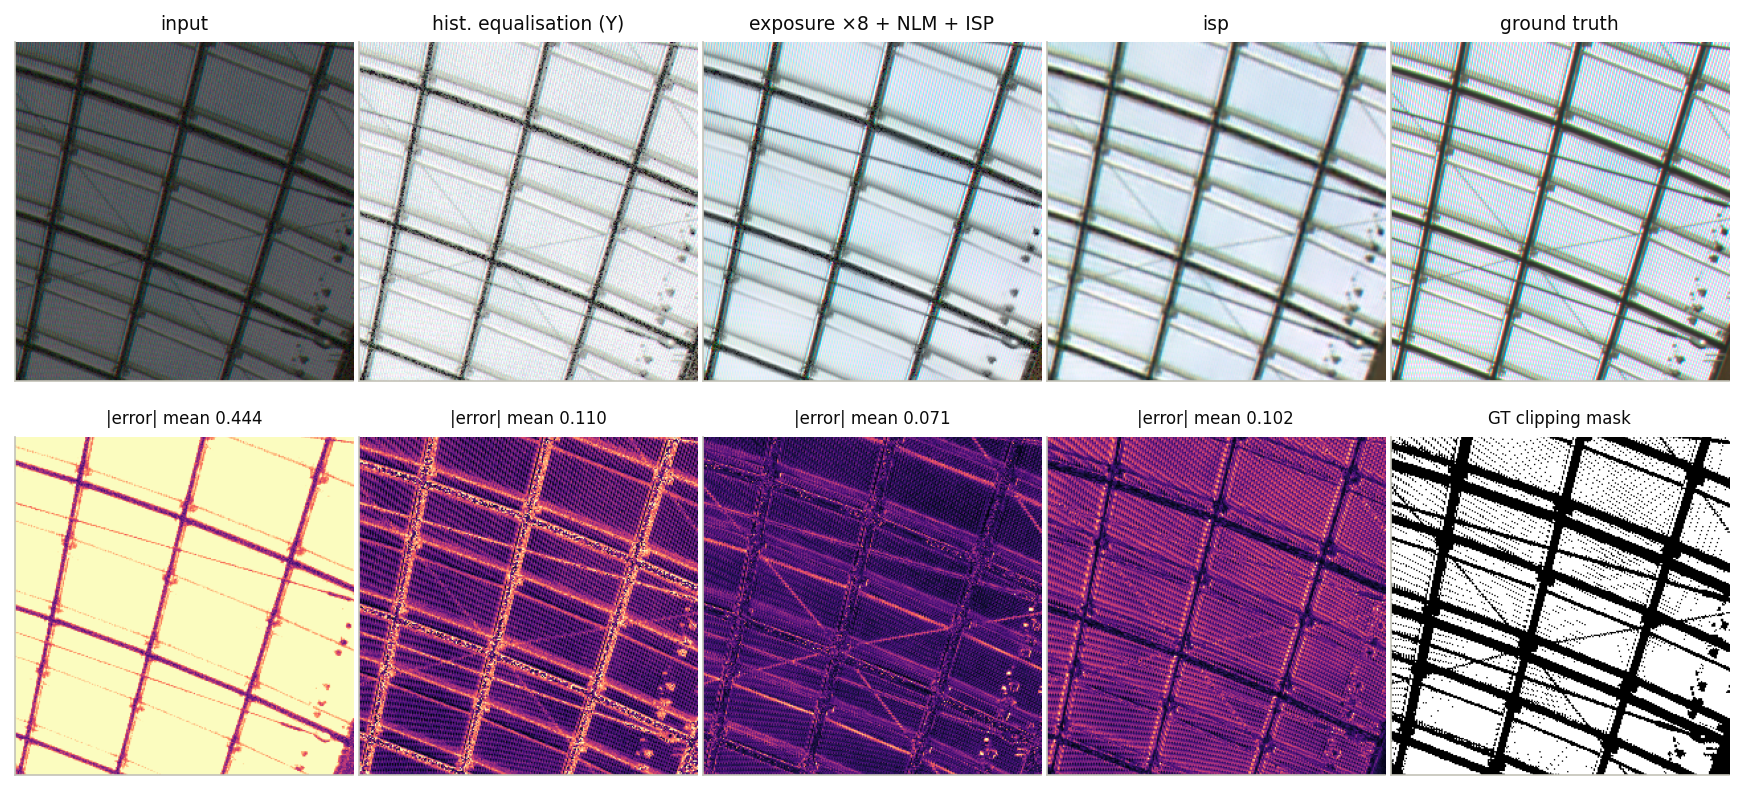 input
hist. equalisation (Y)
exposure ×8 + NLM + ISP
isp
ground truth
|error| mean 0.444
|error| mean 0.110
|error| mean 0.071
|error| mean 0.102
GT clipping mask